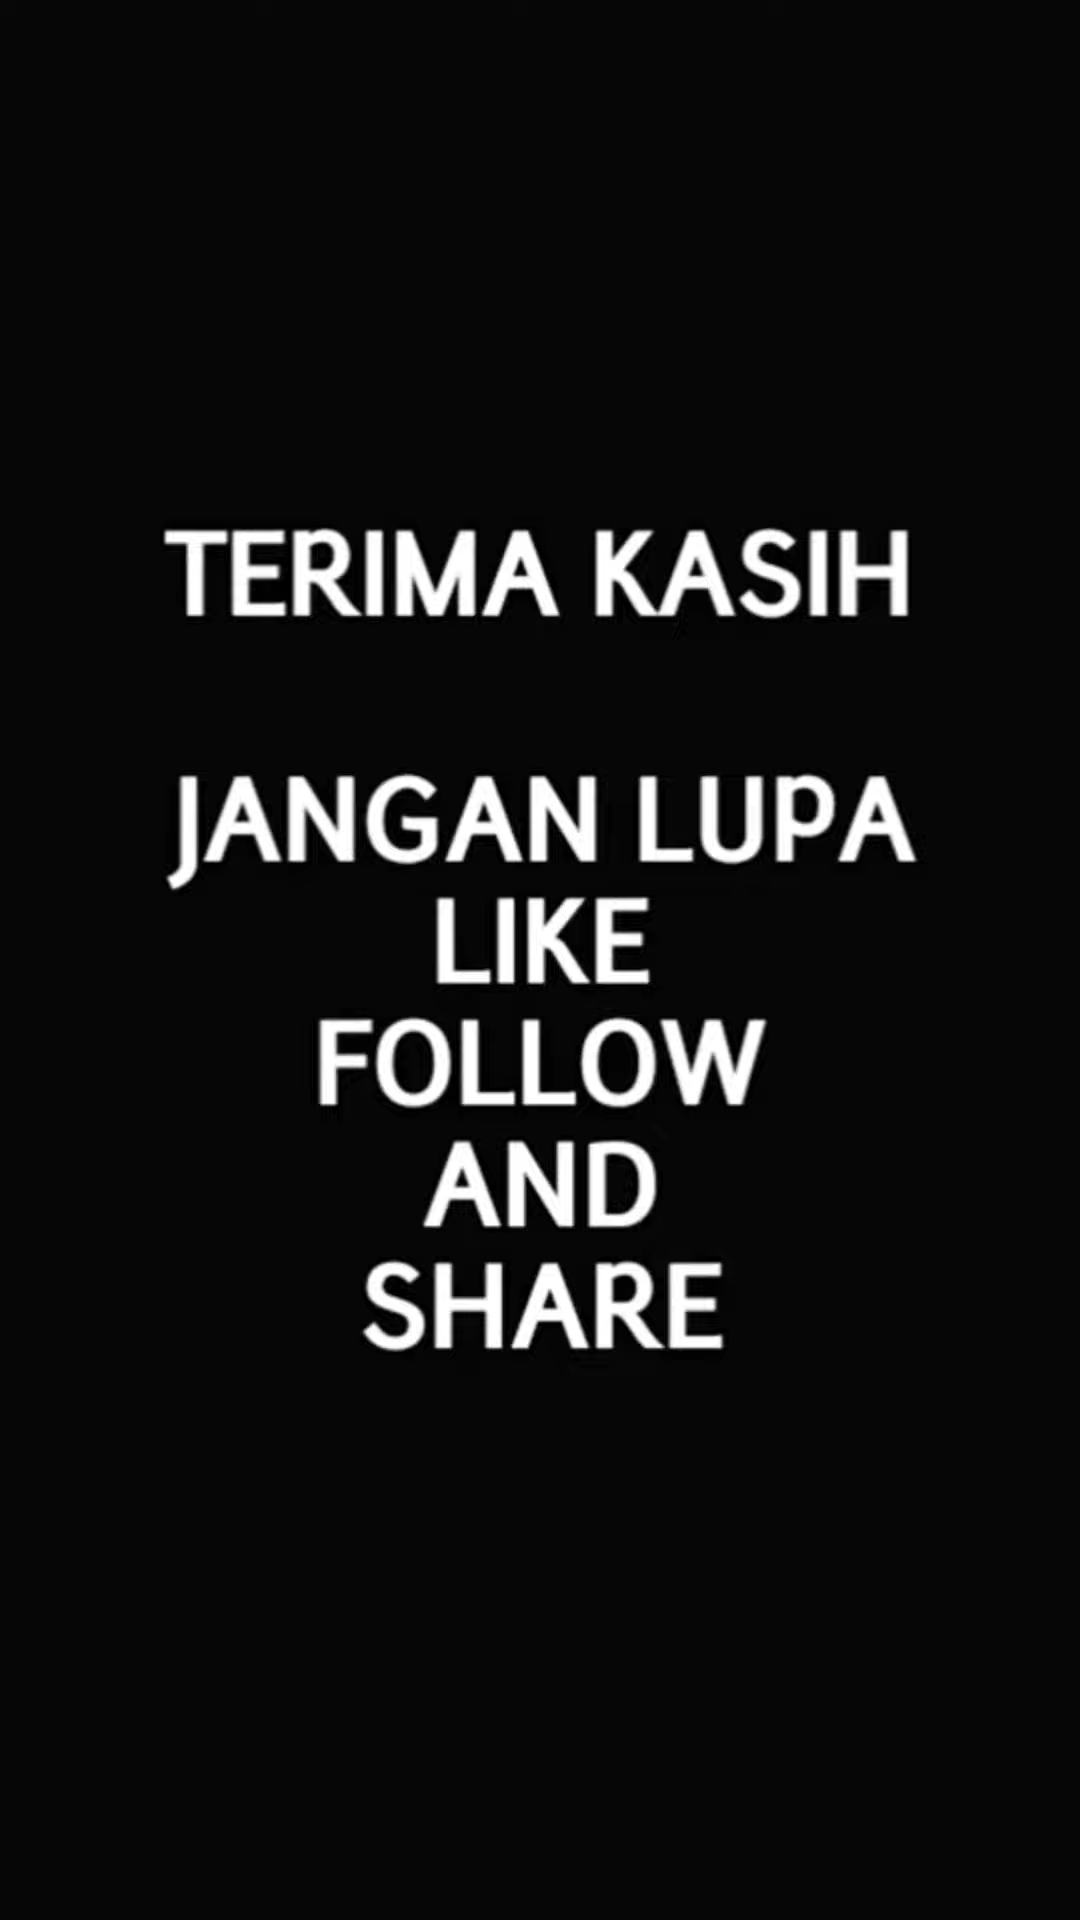 TERIMA KASIH
JANGAN LUPA
LIKE
FOLLOW
AND
SHARE